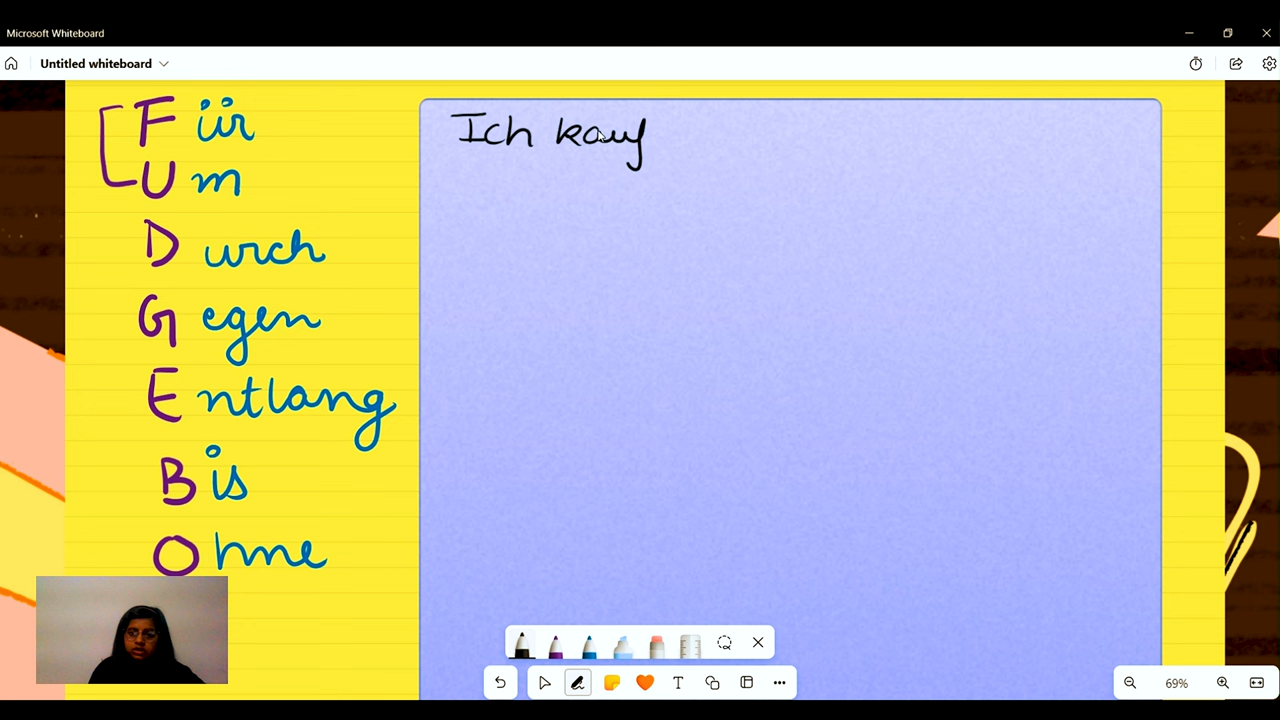 Microsoft Whiteboard
Untitled whiteboard
Für
Um
Durch
Gegen
Entlang
Bis
Ohne
Ich kauf
69%